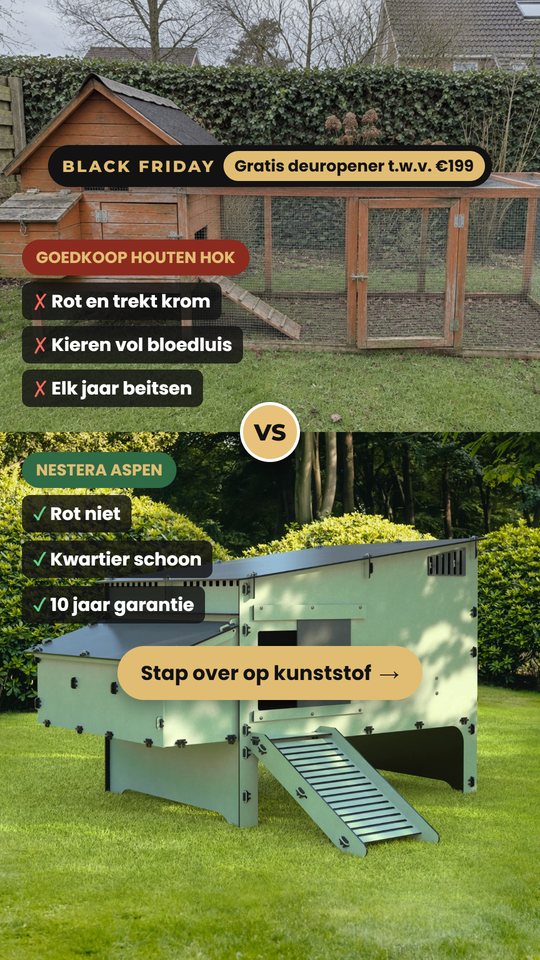 BLACK FRIDAY Gratis deuropener t.w.v. €199
GOEDKOOP HOUTEN HOK
✗ Rot en trekt krom
✗ Kieren vol bloedluis
✗ Elk jaar beitsen
VS
NESTERA ASPEN
✓ Rot niet
✓ Kwartier schoon
✓ 10 jaar garantie
Stap over op kunststof →